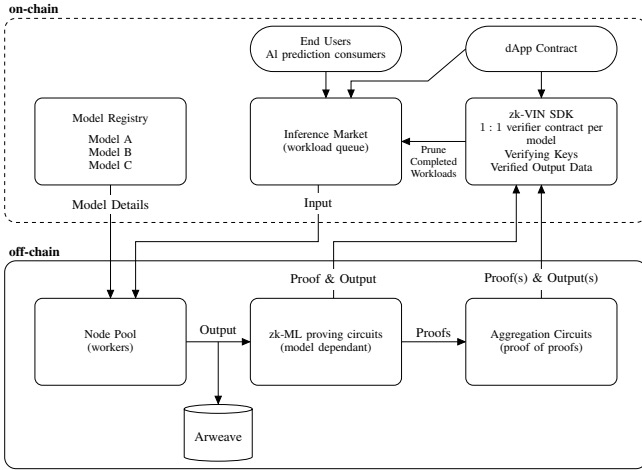 on-chain
End Users
AI prediction consumers
dApp Contract
Model Registry
Model A
Model B
Model C
Inference Market
(workload queue)
Prune
Completed
Workloads
zk-VIN SDK
1 : 1 verifier contract per
model
Verifying Keys
Verified Output Data
Model Details
Input
off-chain
Proof & Output
Proof(s) & Output(s)
Node Pool
(workers)
Output
zk-ML proving circuits
(model dependant)
Proofs
Aggregation Circuits
(proof of proofs)
Arweave